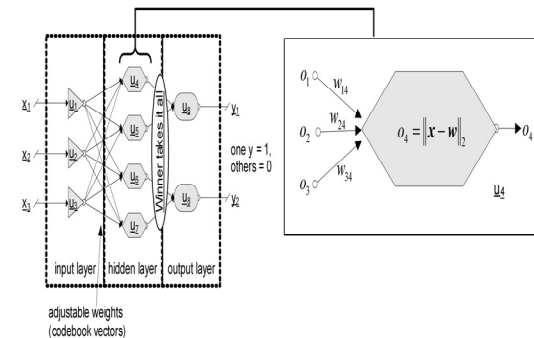 x1
x2
x3
u1
u2
u3
u4
u5
u6
u7
Winner takes it all
u8
u8
y1
y2
one y = 1,
others = 0
input layer
hidden layer
output layer
adjustable weights
(codebook vectors)
o1
o2
o3
w14
w24
w34
o4 = ||x − w||2
o4
u4